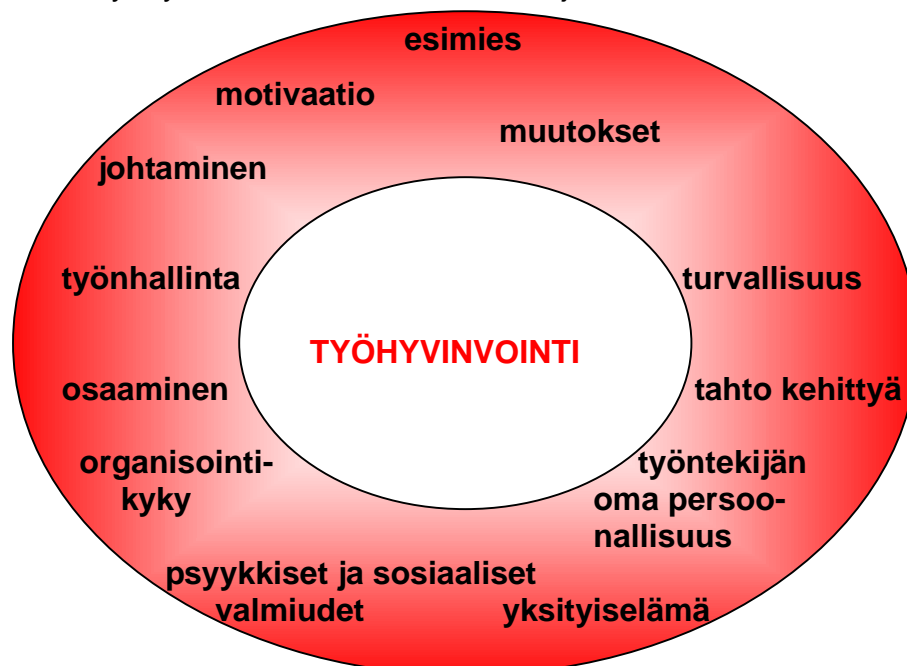 esimies
motivaatio
muutokset
johtaminen
työnhallinta
turvallisuus
TYÖHYVINVOINTI
osaaminen
tahto kehittyä
organisointi-
kyky
työntekijän
oma persoo-
nallisuus
psyykkiset ja sosiaaliset
valmiudet
yksityiselämä